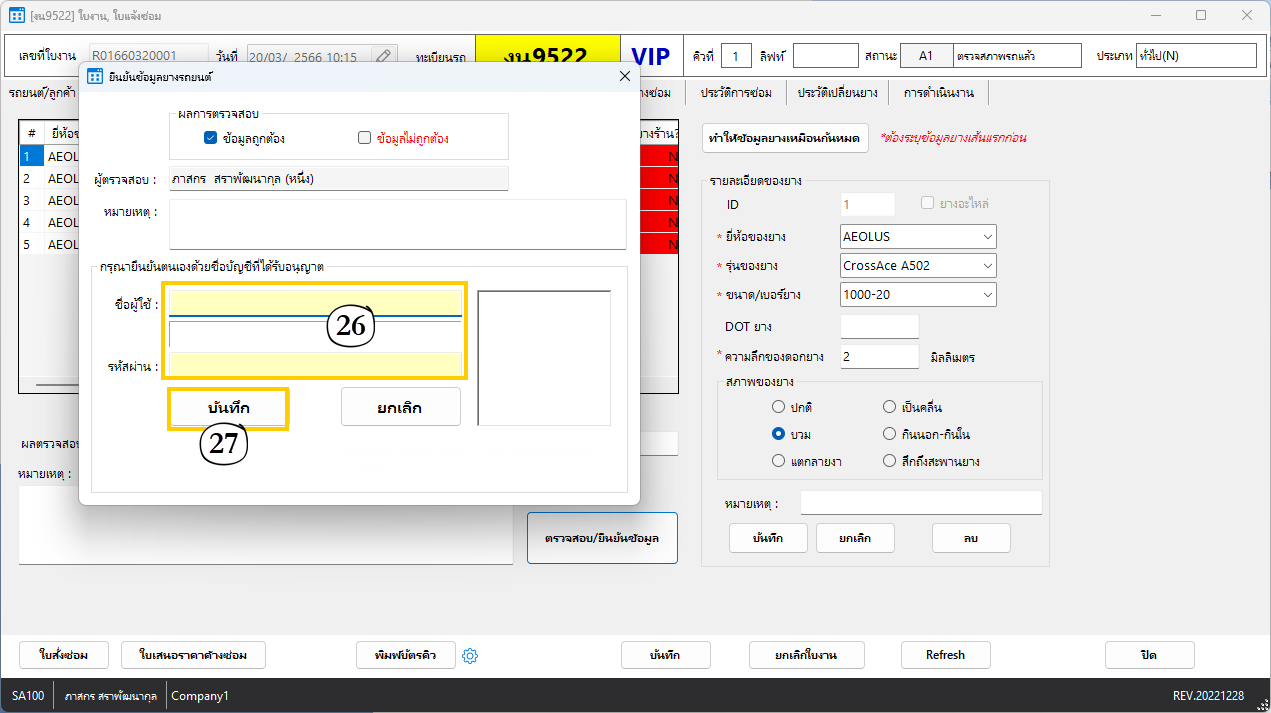 [งน9522] ใบงาน, ใบแจ้งซ่อม
เลขที่ใบงาน R01660320001 วันที่ 20/03/ 2566 10:15 ทะเบียนรถ งน9522 VIP คิวที่ 1 ลิฟท์ สถานะ A1 ตรวจสภาพรถแล้ว ประเภท ทั่วไป(N)
รถยนต์/ลูกค้า างซ่อม ประวัติการซ่อม ประวัติเปลี่ยนยาง การดำเนินงาน
ยืนยันข้อมูลยางรถยนต์
ผลการตรวจสอบ
ข้อมูลถูกต้อง ข้อมูลไม่ถูกต้อง
ผู้ตรวจสอบ : ภาสกร สราพัฒนากุล (หนึ่ง)
หมายเหตุ :
กรุณายืนยันตนเองด้วยชื่อบัญชีที่ได้รับอนุญาต
ชื่อผู้ใช้ :
26
รหัสผ่าน :
บันทึก ยกเลิก
27
# ยี่ห้อข างร้าน?
1 AEOL N
2 AEOL N
3 AEOL N
4 AEOL N
5 AEOL N
ผลตรวจสอบ
หมายเหตุ :
ตรวจสอบ/ยืนยันข้อมูล
ทำให้ข้อมูลยางเหมือนกันหมด *ต้องระบุข้อมูลยางเส้นแรกก่อน
รายละเอียดของยาง
ID 1 ยางอะไหล่
* ยี่ห้อของยาง AEOLUS
* รุ่นของยาง CrossAce A502
* ขนาด/เบอร์ยาง 1000-20
DOT ยาง
* ความลึกของดอกยาง 2 มิลลิเมตร
สภาพของยาง
ปกติ เป็นคลื่น
บวม กินนอก-กินใน
แตกลายงา สึกถึงสะพานยาง
หมายเหตุ :
บันทึก ยกเลิก ลบ
ใบสั่งซ่อม ใบเสนอราคาค้างซ่อม พิมพ์บัตรคิว บันทึก ยกเลิกใบงาน Refresh ปิด
SA100 ภาสกร สราพัฒนากุล Company1 REV.20221228